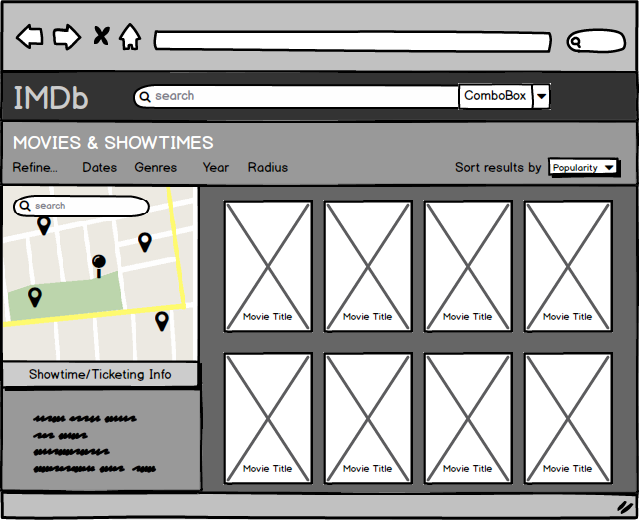 IMDb
search
ComboBox
MOVIES & SHOWTIMES
Refine... Dates Genres Year Radius
Sort results by Popularity
search
Movie Title Movie Title Movie Title Movie Title
Showtime/Ticketing Info
Movie Title Movie Title Movie Title Movie Title